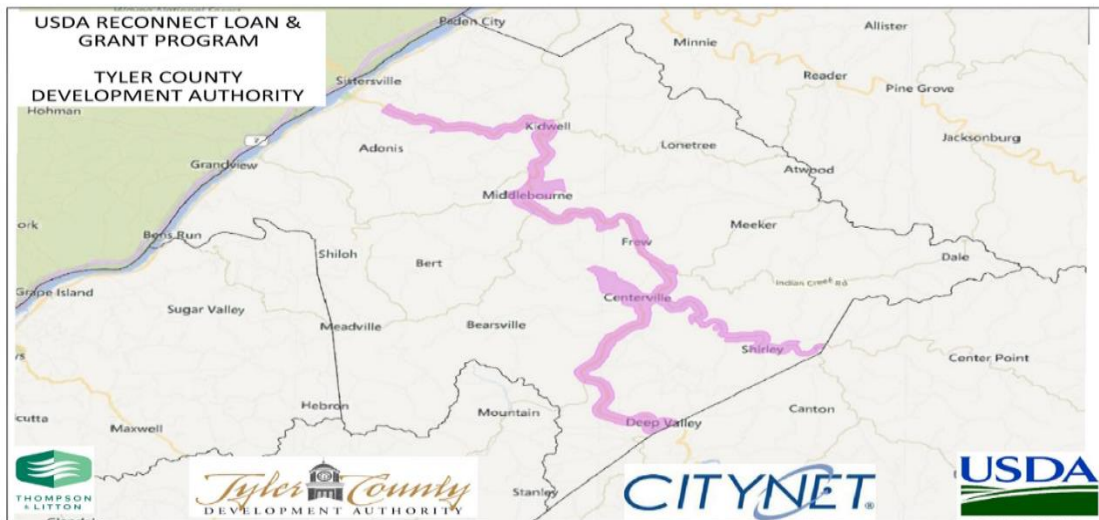 USDA RECONNECT LOAN &
GRANT PROGRAM
TYLER COUNTY
DEVELOPMENT AUTHORITY
Paden City
Allister
Minnie
Sistersville
Reader
Pine Grove
Hohman
Kidwell
Jacksonburg
2
Adonis
Lonetree
Grandview
Atwood
Middlebourne
ork
Meeker
Bens Run
Frew
Shiloh
Bert
Dale
Grape Island
Indian Creek Rd
Centerville
Sugar Valley
Meadville
Bearsville
Shirley
Center Point
Hebron
Mountain
Canton
cutta
Maxwell
Deep Valley
THOMPSON
& LITTON
Tyler County
DEVELOPMENT AUTHORITY
Stanley
CITYNET®
USDA